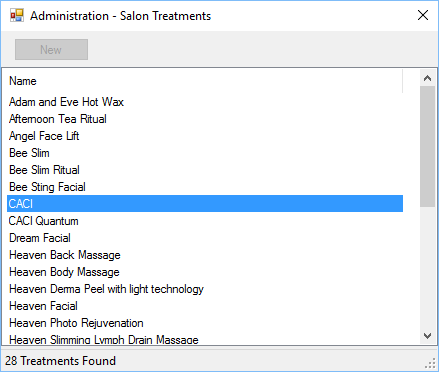 Administration - Salon Treatments
New
Name
Adam and Eve Hot Wax
Afternoon Tea Ritual
Angel Face Lift
Bee Slim
Bee Slim Ritual
Bee Sting Facial
CACI
CACI Quantum
Dream Facial
Heaven Back Massage
Heaven Body Massage
Heaven Derma Peel with light technology
Heaven Facial
Heaven Photo Rejuvenation
Heaven Slimming Lymph Drain Massage
28 Treatments Found